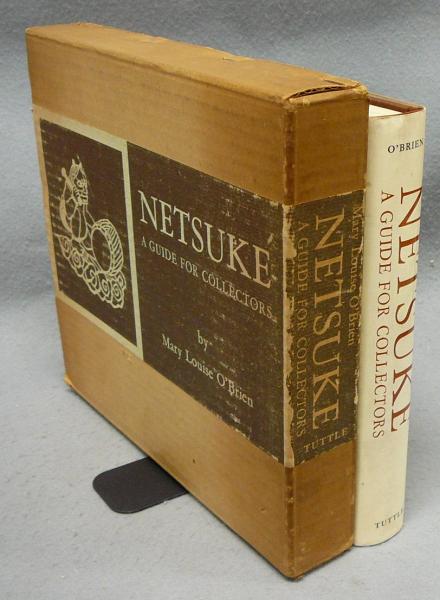 NETSUKE
A GUIDE FOR COLLECTORS
by
Mary Louise O'Brien
Mary Louise O'Brien
NETSUKE
A GUIDE FOR COLLECTORS
TUTTLE
O'BRIEN
NETSUKE
A GUIDE FOR COLLECTORS
TUTTLE